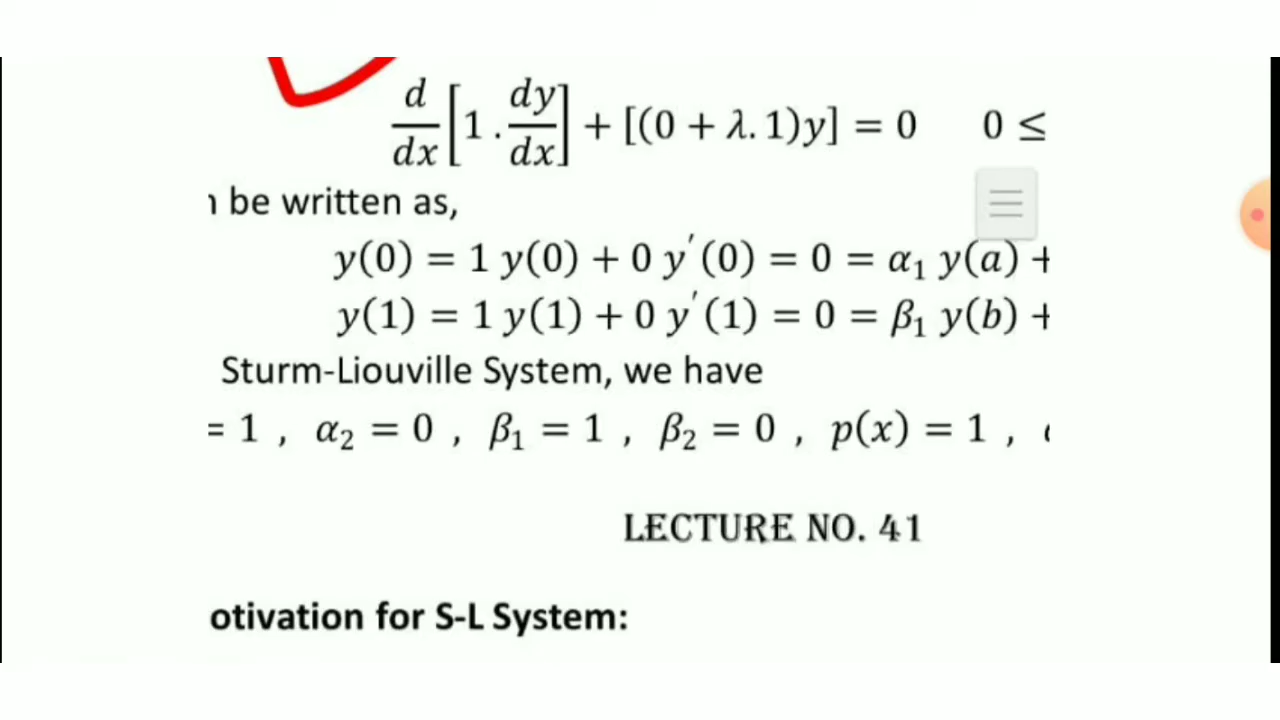 d/dx [1 . dy/dx] + [(0 + λ. 1)y] = 0 0 ≤
be written as,
y(0) = 1 y(0) + 0 y′(0) = 0 = α₁ y(a) +
y(1) = 1 y(1) + 0 y′(1) = 0 = β₁ y(b) +
Sturm-Liouville System, we have
= 1 , α₂ = 0 , β₁ = 1 , β₂ = 0 , p(x) = 1 ,
LECTURE NO. 41
otivation for S-L System: